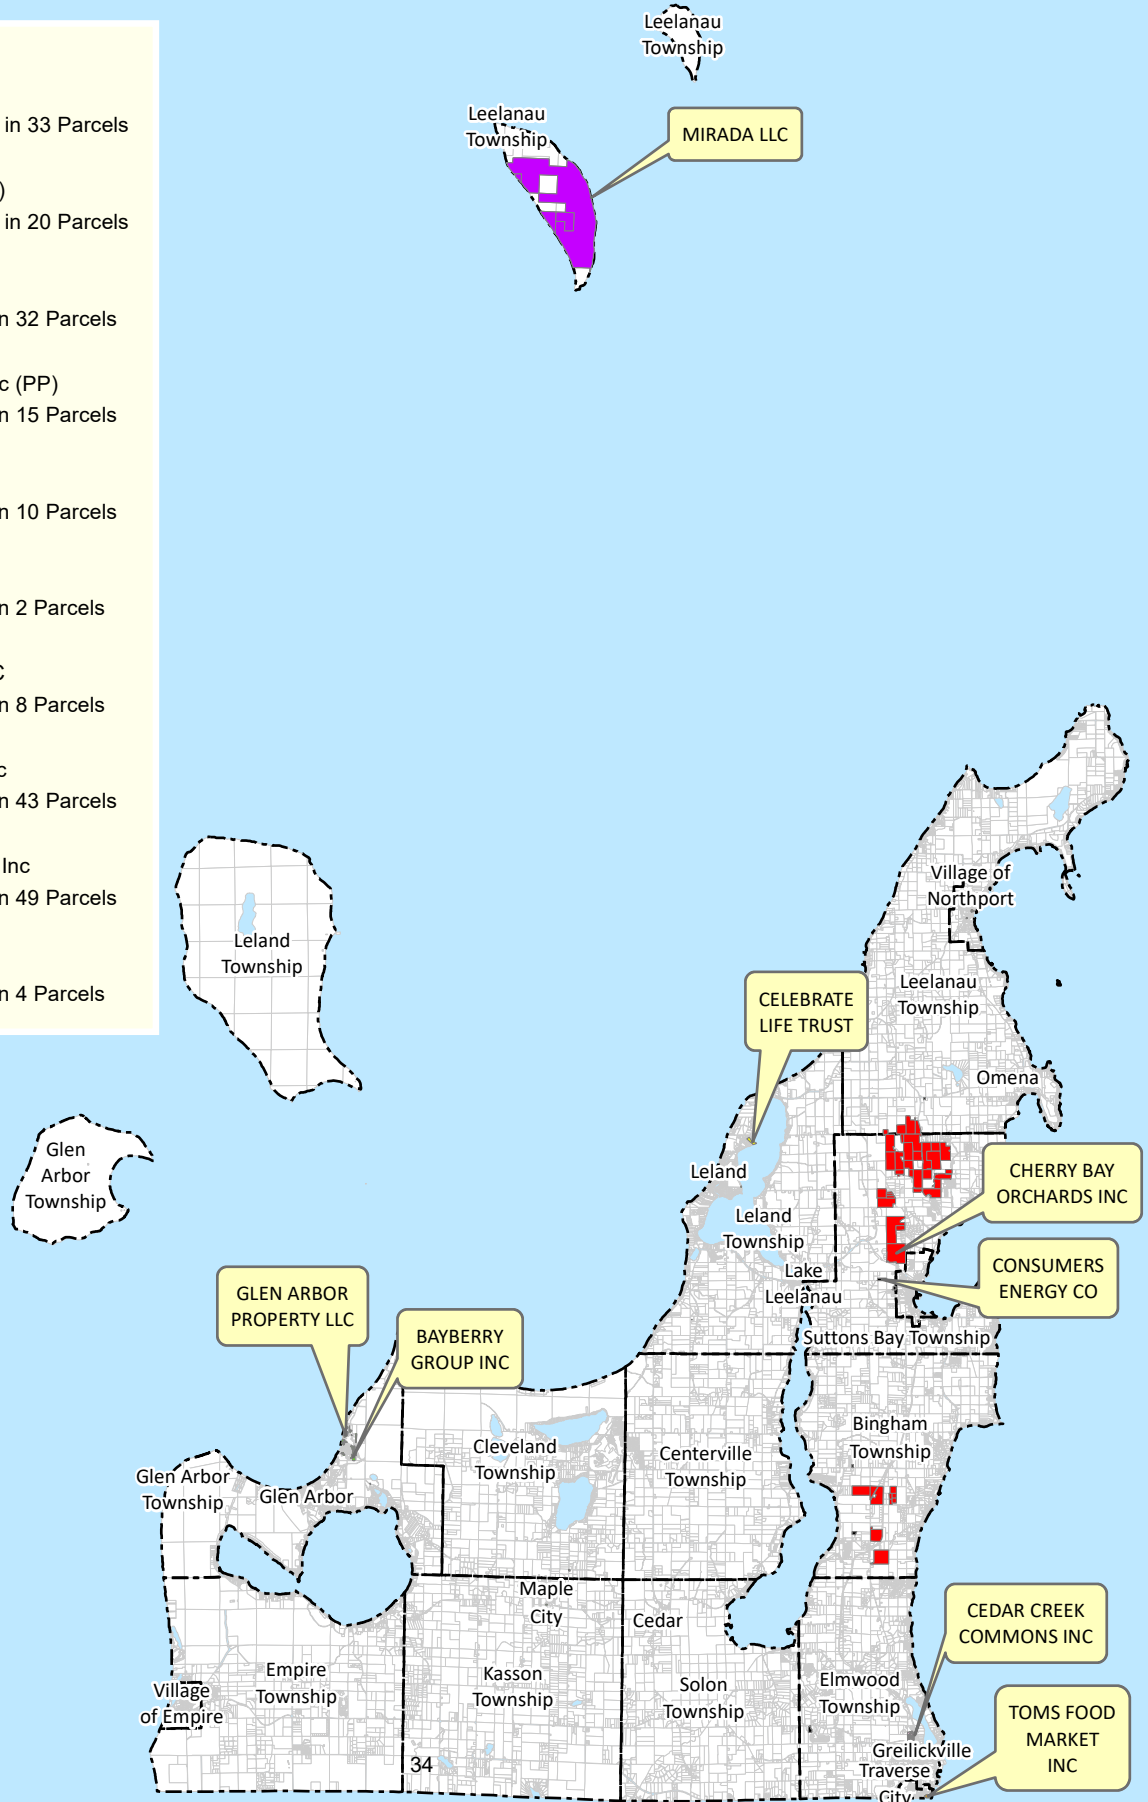 in 33 Parcels
)
in 20 Parcels
n 32 Parcels
c (PP)
n 15 Parcels
n 10 Parcels
n 2 Parcels
C
n 8 Parcels
c
n 43 Parcels
Inc
n 49 Parcels
n 4 Parcels
Leelanau
Township
Leelanau
Township
MIRADA LLC
Village of
Northport
Leland
Township
CELEBRATE
LIFE TRUST
Leelanau
Township
Omena
Glen
Arbor
Township
Leland
CHERRY BAY
ORCHARDS INC
Leland
Township
Lake
Leelanau
CONSUMERS
ENERGY CO
GLEN ARBOR
PROPERTY LLC
BAYBERRY
GROUP INC
Suttons Bay Township
Bingham
Township
Cleveland
Township
Centerville
Township
Glen Arbor
Township
Glen Arbor
Maple
City
Cedar
CEDAR CREEK
COMMONS INC
Empire
Township
Kasson
Township
Solon
Township
Elmwood
Township
Village
of Empire
TOMS FOOD
MARKET
INC
Greilickville
Traverse
City
34